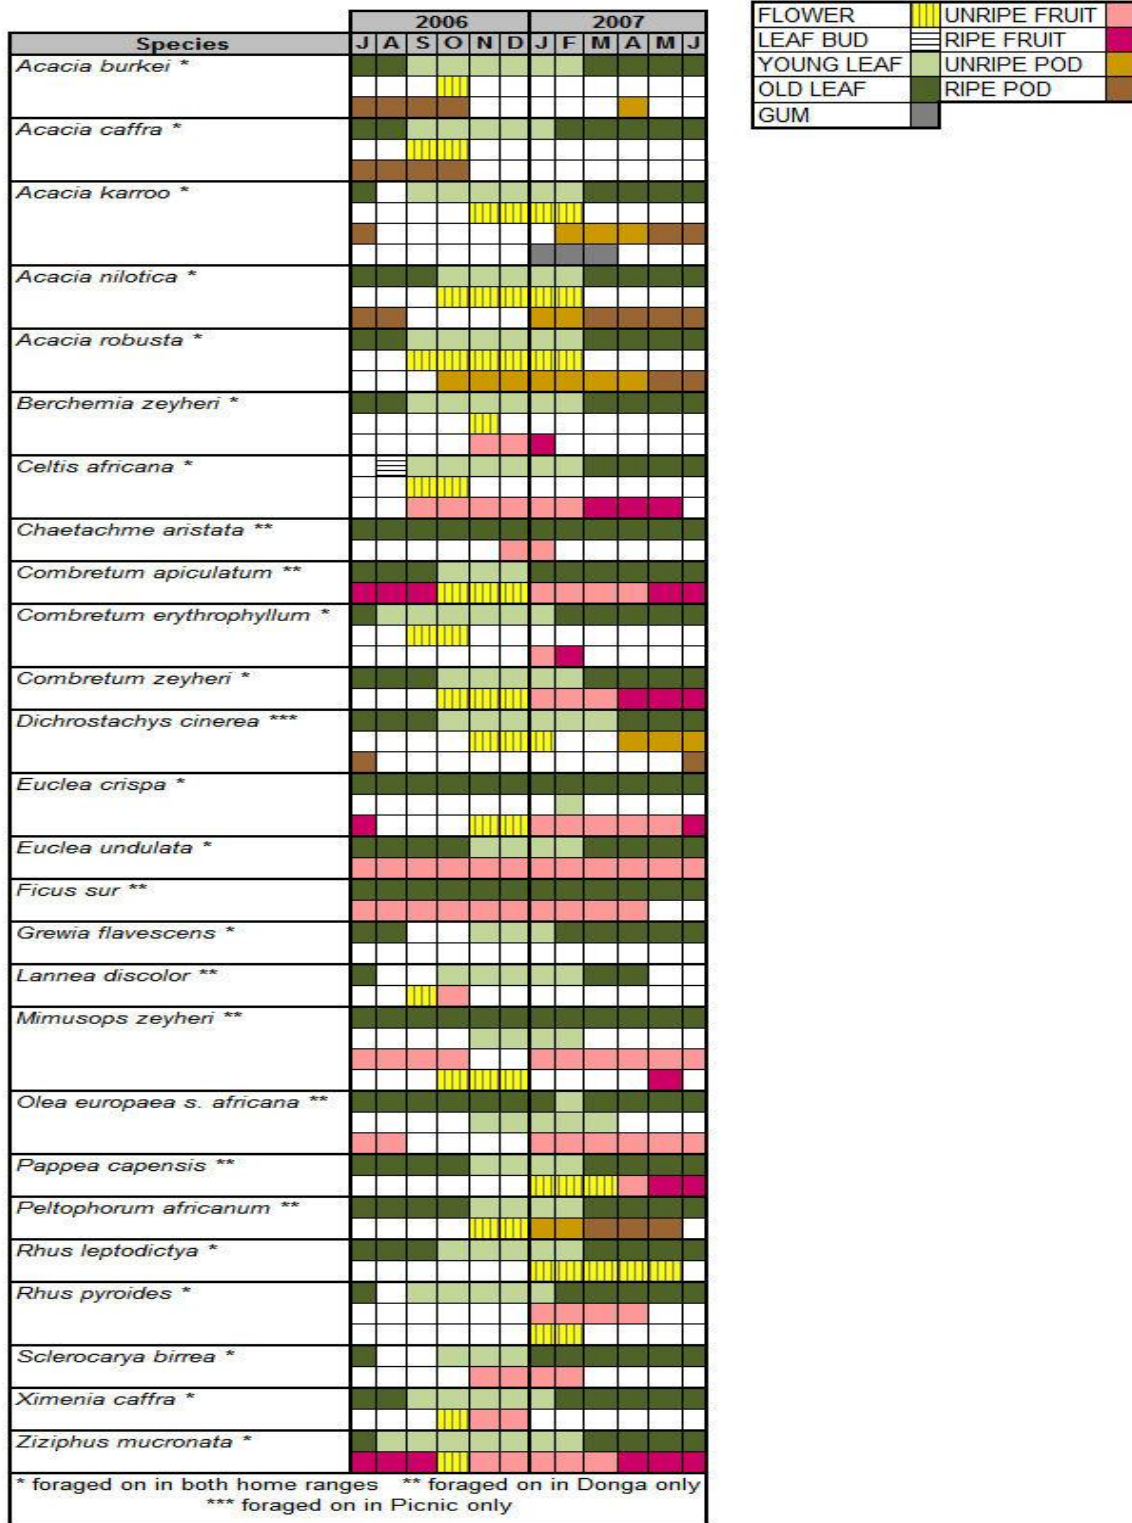 2006 2007
Species J A S O N D J F M A M J
Acacia burkei *
Acacia caffra *
Acacia karroo *
Acacia nilotica *
Acacia robusta *
Berchemia zeyheri *
Celtis africana *
Chaetachme aristata **
Combretum apiculatum **
Combretum erythrophyllum *
Combretum zeyheri *
Dichrostachys cinerea ***
Euclea crispa *
Euclea undulata *
Ficus sur **
Grewia flavescens *
Lannea discolor **
Mimusops zeyheri **
Olea europaea s. africana **
Pappea capensis **
Peltophorum africanum **
Rhus leptodictya *
Rhus pyroides *
Sclerocarya birrea *
Ximenia caffra *
Ziziphus mucronata *
* foraged on in both home ranges ** foraged on in Donga only
*** foraged on in Picnic only
FLOWER UNRIPE FRUIT
LEAF BUD RIPE FRUIT
YOUNG LEAF UNRIPE POD
OLD LEAF RIPE POD
GUM